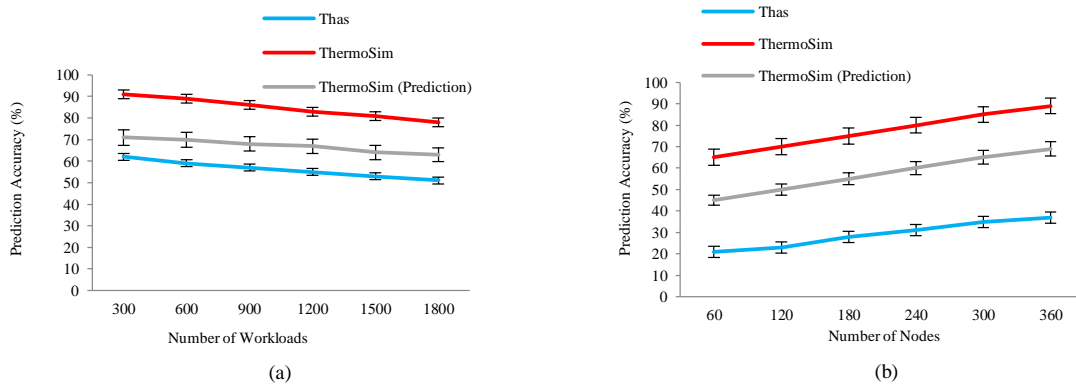 Thas
ThermoSim
ThermoSim (Prediction)
Prediction Accuracy (%)
100
90
80
70
60
50
40
30
20
10
0
300 600 900 1200 1500 1800
Number of Workloads
(a)
Thas
ThermoSim
ThermoSim (Prediction)
Prediction Accuracy (%)
100
90
80
70
60
50
40
30
20
10
0
60 120 180 240 300 360
Number of Nodes
(b)